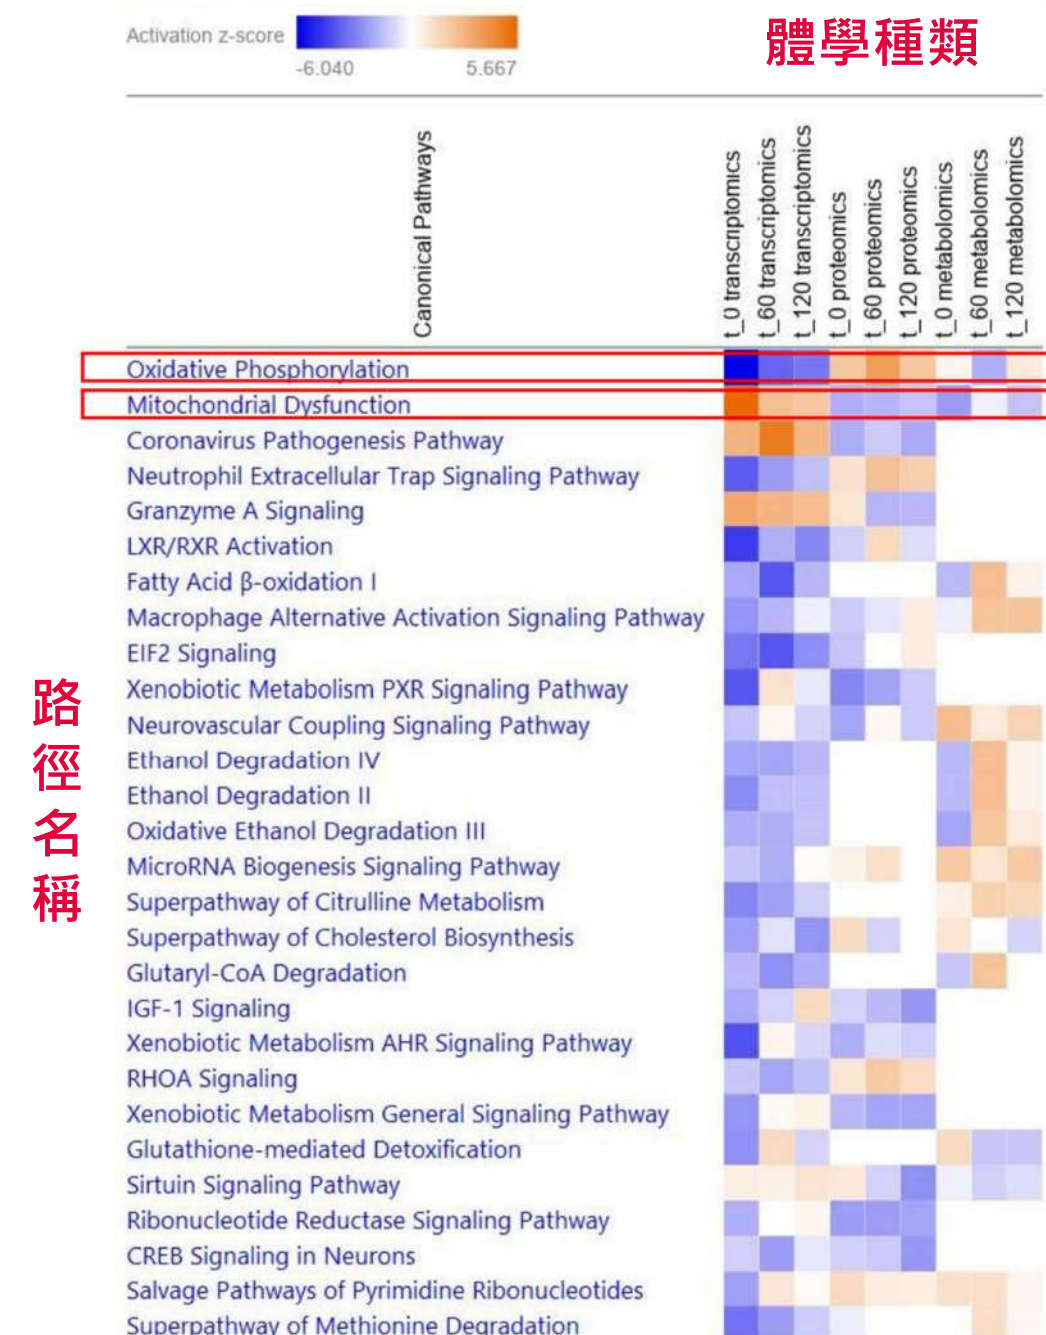 Activation z-score
-6.040 5.667
體學種類
Canonical Pathways
t_0 transcriptomics
t_60 transcriptomics
t_120 transcriptomics
t_0 proteomics
t_60 proteomics
t_120 proteomics
t_0 metabolomics
t_60 metabolomics
t_120 metabolomics
路徑名稱
Oxidative Phosphorylation
Mitochondrial Dysfunction
Coronavirus Pathogenesis Pathway
Neutrophil Extracellular Trap Signaling Pathway
Granzyme A Signaling
LXR/RXR Activation
Fatty Acid β-oxidation I
Macrophage Alternative Activation Signaling Pathway
EIF2 Signaling
Xenobiotic Metabolism PXR Signaling Pathway
Neurovascular Coupling Signaling Pathway
Ethanol Degradation IV
Ethanol Degradation II
Oxidative Ethanol Degradation III
MicroRNA Biogenesis Signaling Pathway
Superpathway of Citrulline Metabolism
Superpathway of Cholesterol Biosynthesis
Glutaryl-CoA Degradation
IGF-1 Signaling
Xenobiotic Metabolism AHR Signaling Pathway
RHOA Signaling
Xenobiotic Metabolism General Signaling Pathway
Glutathione-mediated Detoxification
Sirtuin Signaling Pathway
Ribonucleotide Reductase Signaling Pathway
CREB Signaling in Neurons
Salvage Pathways of Pyrimidine Ribonucleotides
Superpathway of Methionine Degradation